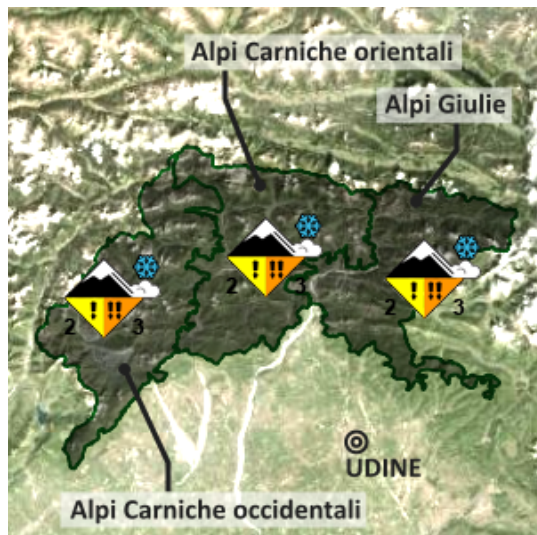 Alpi Carniche orientali
Alpi Giulie
! !!
2 3
! !!
2 3
! !!
2 3
UDINE
Alpi Carniche occidentali